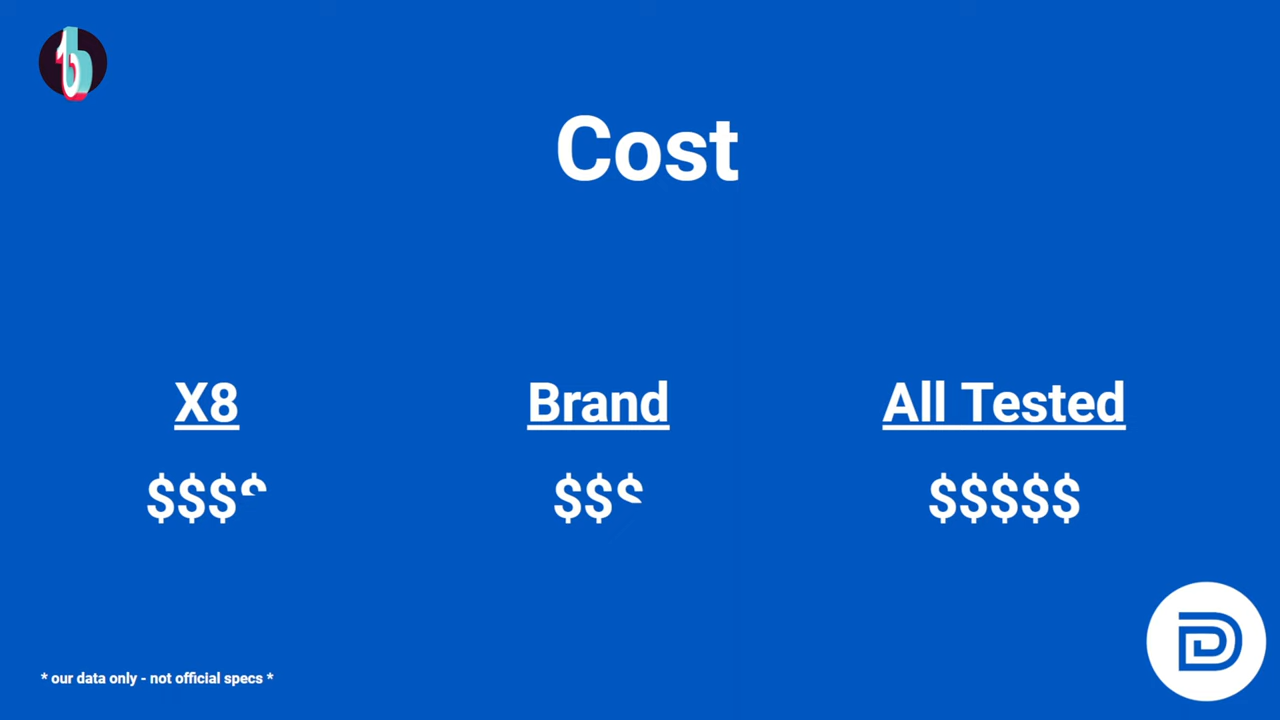 Cost
X8 Brand All Tested
$$$$ $$$ $$$$$
* our data only - not official specs *